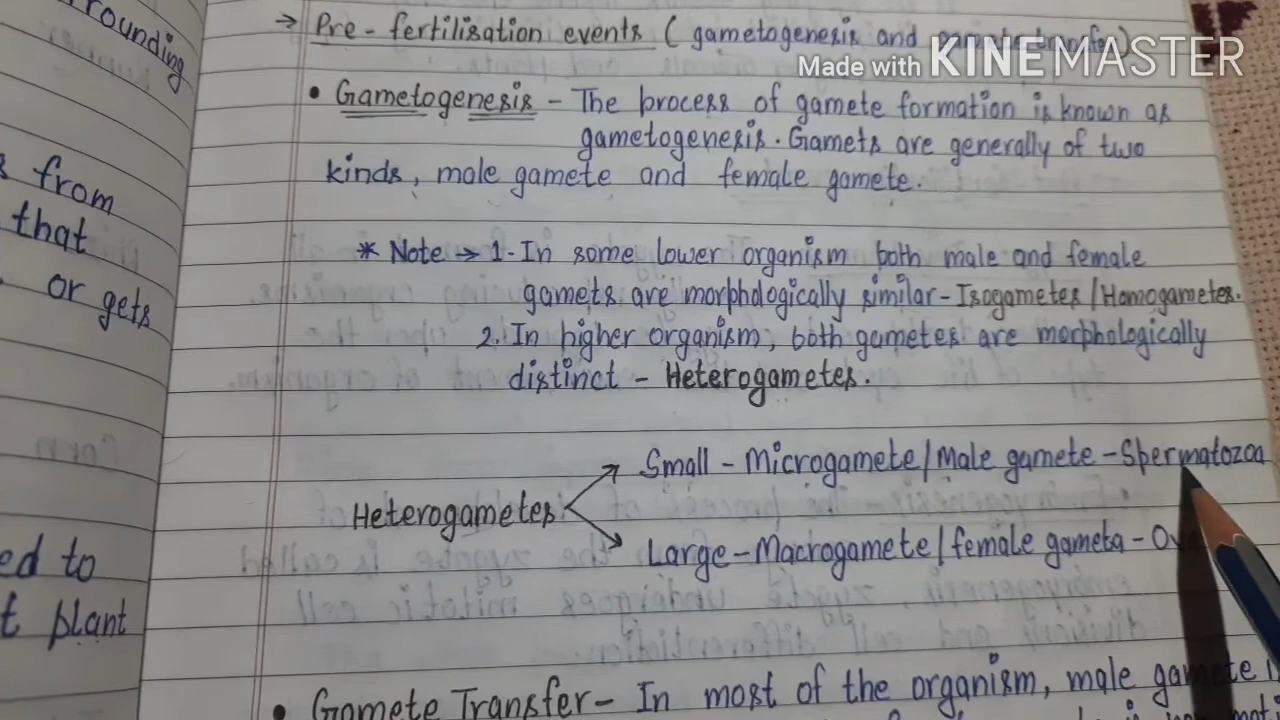 rounding
s from
that
or gets
ed to
t plant
→ Pre - fertilisation events ( gametogenesis and
Made with KINEMASTER
• Gametogenesis - The process of gamete formation is known as
gametogenesis. Gamets are generally of two
kinds, male gamete and female gamete.
* Note → 1. In some lower organism both male and female
gamets are morphologically similar - Isogametes / Homogametes.
2. In higher organism, both gametes are morphologically
distinct - Heterogametes.
Small - Microgamete / Male gamete - Spermatozoa
Heterogametes
Large - Macrogamete / female gameta -
• Gamete Transfer - In most of the organism, male gamete